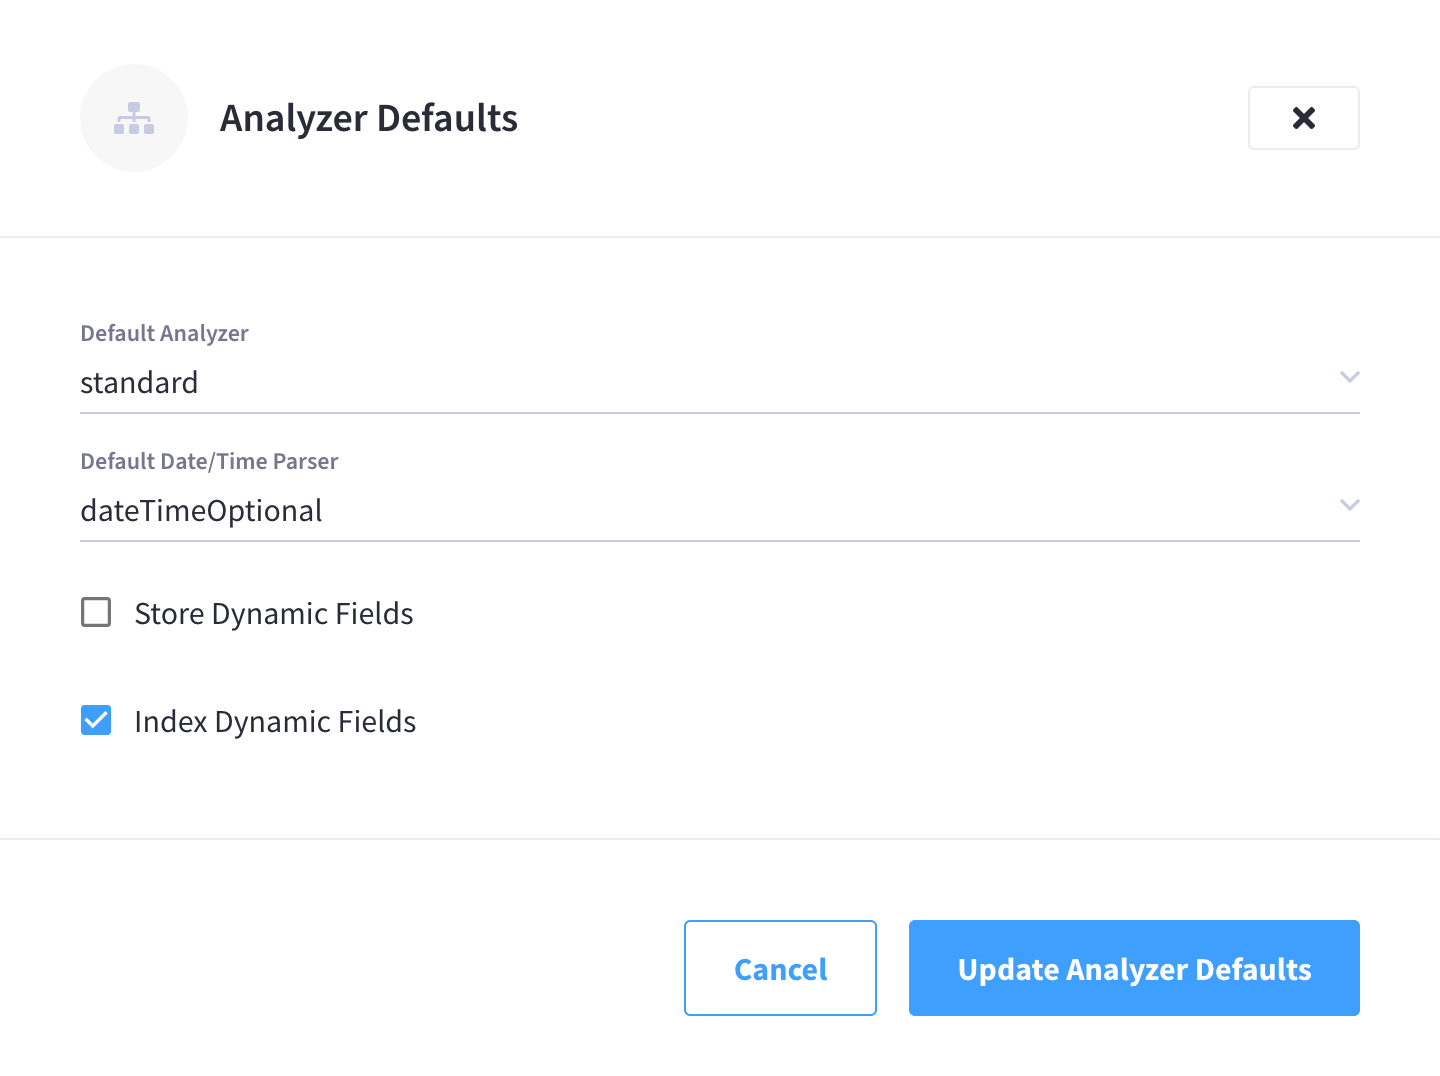 Analyzer Defaults
Default Analyzer
standard
Default Date/Time Parser
dateTimeOptional
Store Dynamic Fields
Index Dynamic Fields
Cancel
Update Analyzer Defaults